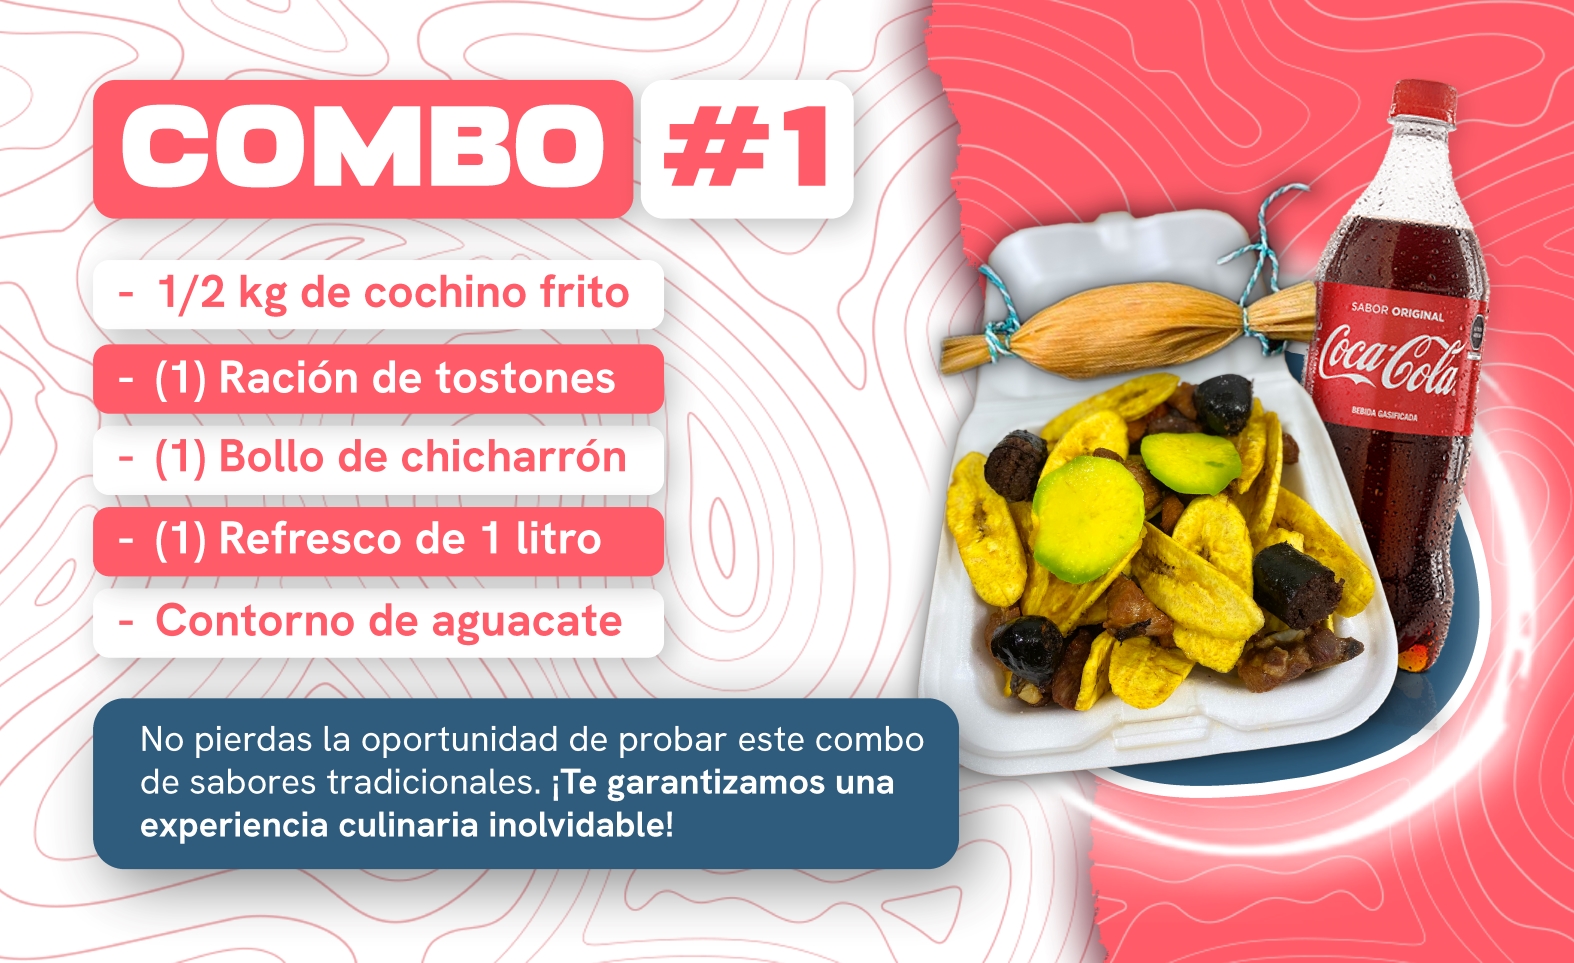 COMBO #1
- 1/2 kg de cochino frito
- (1) Ración de tostones
- (1) Bollo de chicharrón
- (1) Refresco de 1 litro
- Contorno de aguacate
No pierdas la oportunidad de probar este combo
de sabores tradicionales. ¡Te garantizamos una
experiencia culinaria inolvidable!
SABOR ORIGINAL
Coca-Cola
BEBIDA GASIFICADA